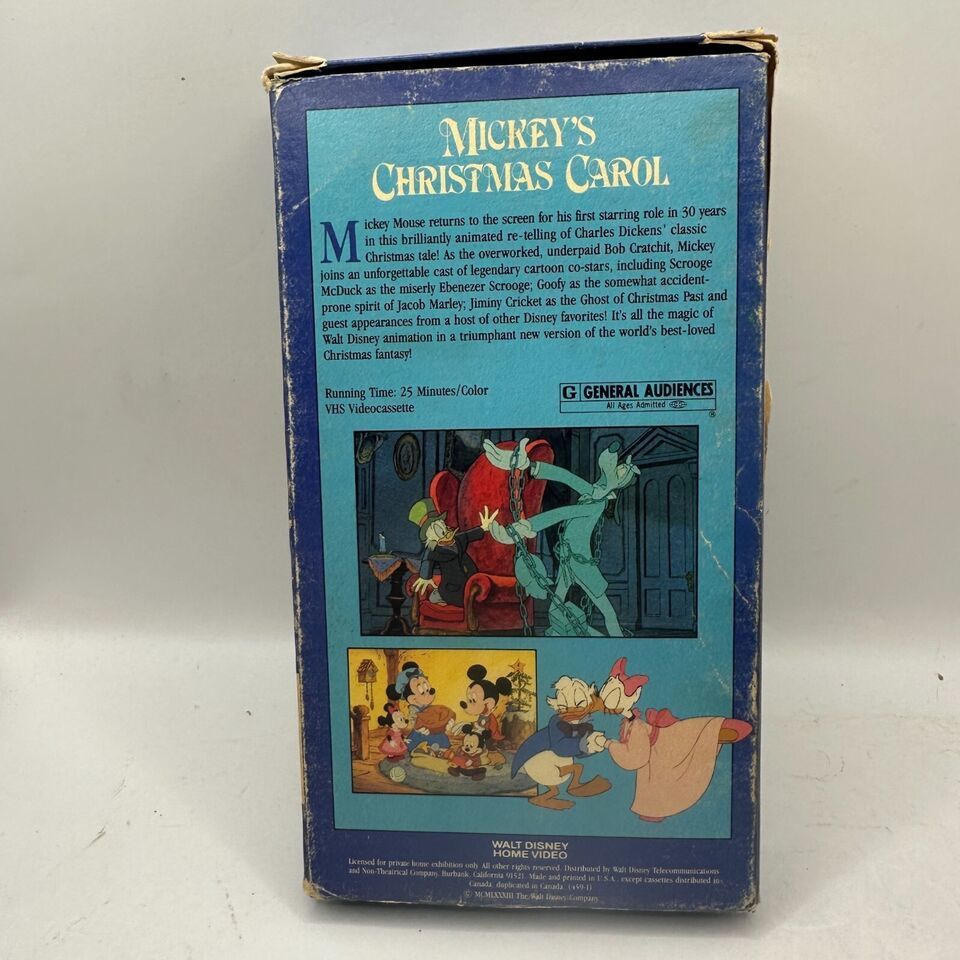 MICKEY'S
CHRISTMAS CAROL
Mickey Mouse returns to the screen for his first starring role in 30 years
in this brilliantly animated re-telling of Charles Dickens' classic
Christmas tale! As the overworked, underpaid Bob Cratchit, Mickey
joins an unforgettable cast of legendary cartoon co-stars, including Scrooge
McDuck as the miserly Ebenezer Scrooge; Goofy as the somewhat accident-
prone spirit of Jacob Marley; Jiminy Cricket as the Ghost of Christmas Past and
guest appearances from a host of other Disney favorites! It's all the magic of
Walt Disney animation in a triumphant new version of the world's best-loved
Christmas fantasy!
Running Time: 25 Minutes/Color
VHS Videocassette
G GENERAL AUDIENCES
All Ages Admitted
®
WALT DISNEY
HOME VIDEO
Licensed for private home exhibition only. All other rights reserved. Distributed by Walt Disney Telecommunications
and Non-Theatrical Company, Burbank, California 91521. Made and printed in U.S.A. except cassettes distributed in
Canada, duplicated in Canada.
© MCMLXXXIII The Walt Disney Company